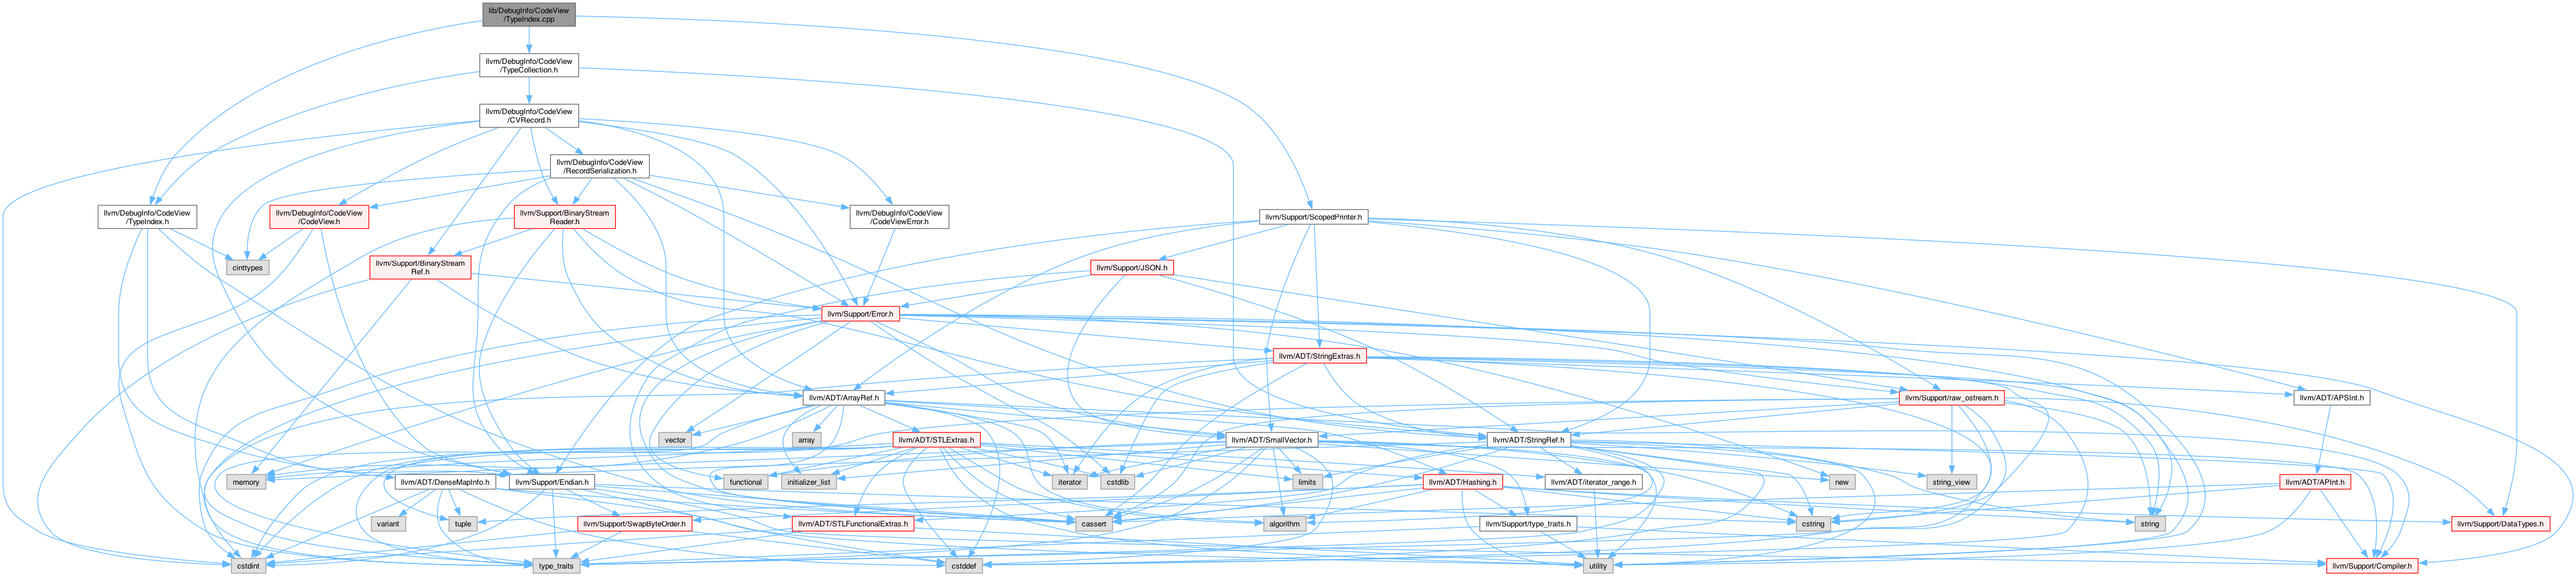 lib/DebugInfo/CodeView
/TypeIndex.cpp
llvm/DebugInfo/CodeView
/TypeCollection.h
llvm/DebugInfo/CodeView
/CVRecord.h
llvm/DebugInfo/CodeView
/RecordSerialization.h
llvm/DebugInfo/CodeView
/TypeIndex.h
llvm/DebugInfo/CodeView
/CodeView.h
llvm/Support/BinaryStream
Reader.h
llvm/DebugInfo/CodeView
/CodeViewError.h
llvm/Support/ScopedPrinter.h
cinttypes
llvm/Support/BinaryStream
Ref.h
llvm/Support/JSON.h
llvm/Support/Error.h
llvm/ADT/StringExtras.h
llvm/ADT/ArrayRef.h
llvm/Support/raw_ostream.h
llvm/ADT/APSInt.h
vector
array
llvm/ADT/STLExtras.h
llvm/ADT/SmallVector.h
llvm/ADT/StringRef.h
memory
llvm/ADT/DenseMapInfo.h
llvm/Support/Endian.h
functional
initializer_list
iterator
cstdlib
limits
llvm/ADT/Hashing.h
llvm/ADT/iterator_range.h
new
string_view
llvm/ADT/APInt.h
variant
tuple
llvm/Support/SwapByteOrder.h
llvm/ADT/STLFunctionalExtras.h
cassert
algorithm
llvm/Support/type_traits.h
cstring
string
llvm/Support/DataTypes.h
cstdint
type_traits
cstddef
utility
llvm/Support/Compiler.h